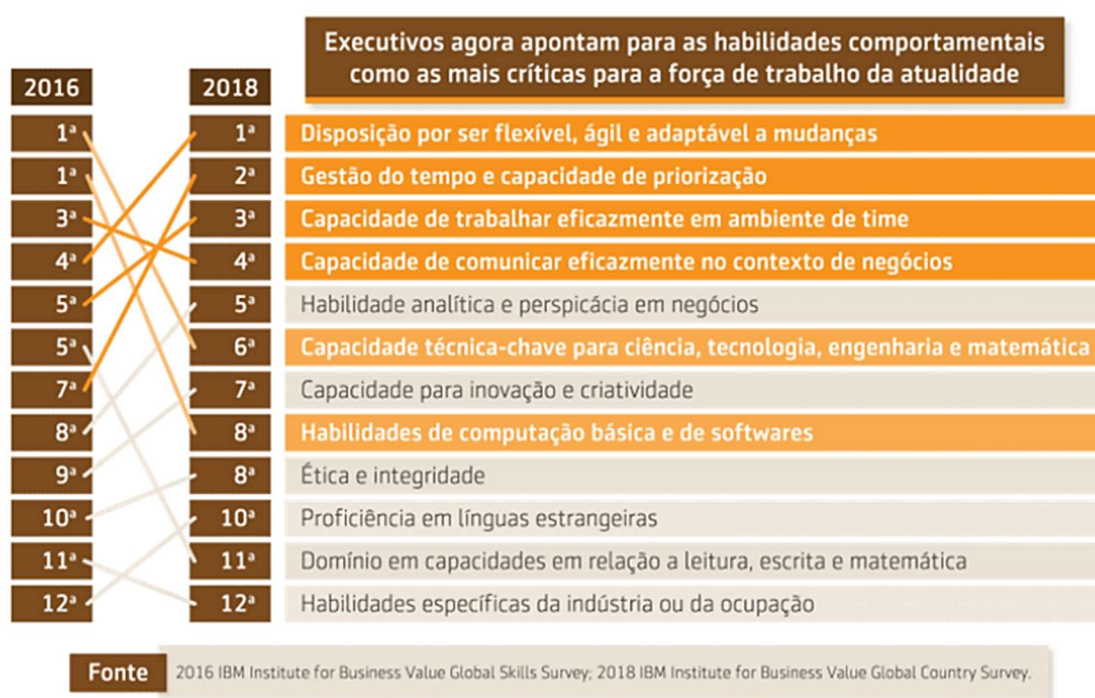 Executivos agora apontam para as habilidades comportamentais
como as mais críticas para a força de trabalho da atualidade
2016 2018
1ª 1ª Disposição por ser flexível, ágil e adaptável a mudanças
1ª 2ª Gestão do tempo e capacidade de priorização
3ª 3ª Capacidade de trabalhar eficazmente em ambiente de time
4ª 4ª Capacidade de comunicar eficazmente no contexto de negócios
5ª 5ª Habilidade analítica e perspicácia em negócios
5ª 6ª Capacidade técnica-chave para ciência, tecnologia, engenharia e matemática
7ª 7ª Capacidade para inovação e criatividade
8ª 8ª Habilidades de computação básica e de softwares
9ª 8ª Ética e integridade
10ª 10ª Proficiência em línguas estrangeiras
11ª 11ª Domínio em capacidades em relação a leitura, escrita e matemática
12ª 12ª Habilidades específicas da indústria ou da ocupação
Fonte 2016 IBM Institute for Business Value Global Skills Survey; 2018 IBM Institute for Business Value Global Country Survey.